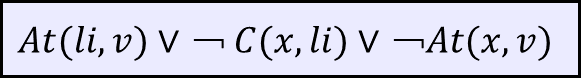 At(li, v) ∨ ¬ C(x, li) ∨ ¬At(x, v)